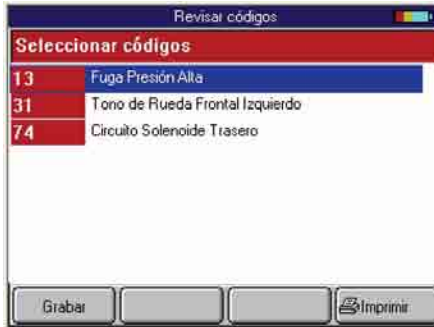 Revisar códigos
Seleccionar códigos
13 Fuga Presión Alta
31 Tono de Rueda Frontal Izquierdo
74 Circuito Solenoide Trasero
Grabar Imprimir